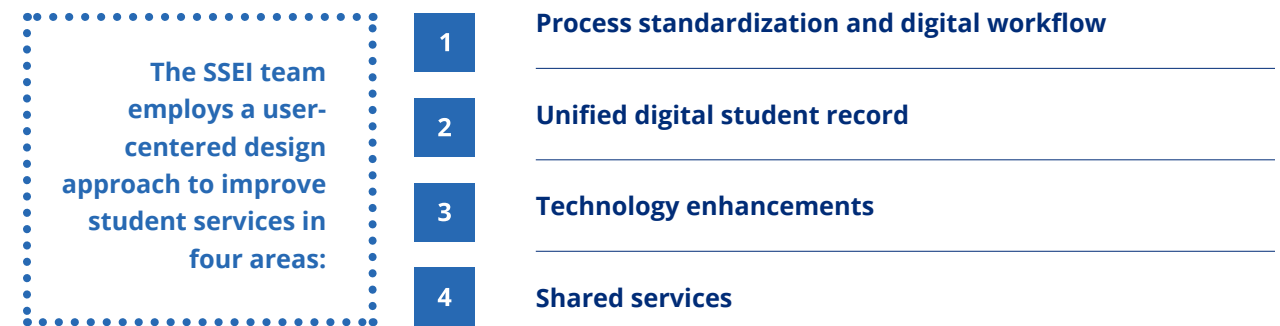 The SSEI team
employs a user-
centered design
approach to improve
student services in
four areas:
1
Process standardization and digital workflow
2
Unified digital student record
3
Technology enhancements
4
Shared services